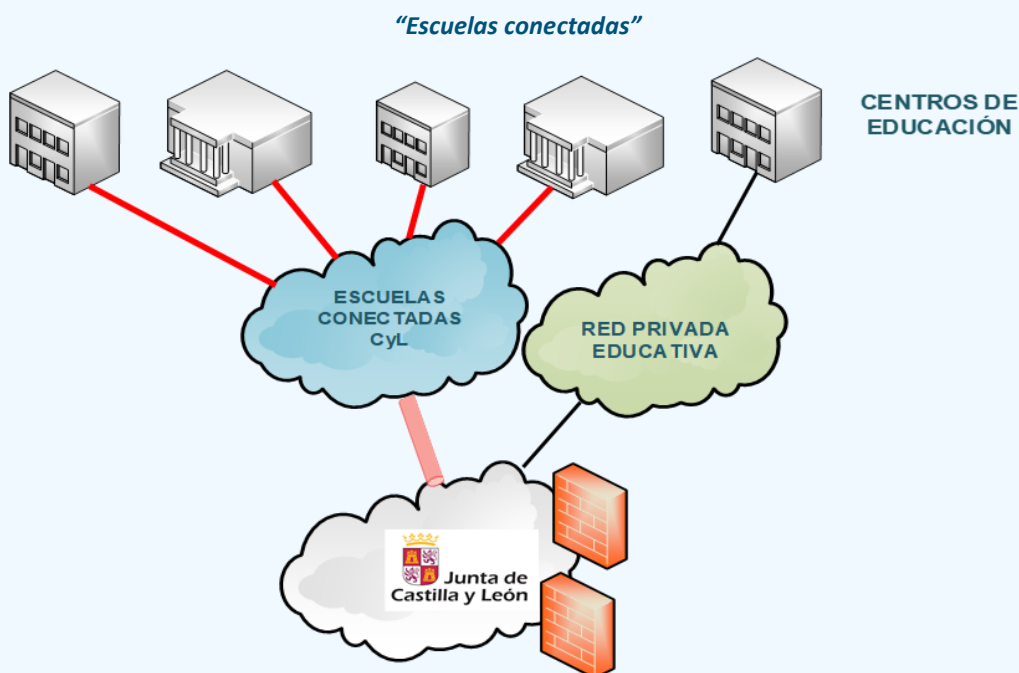 “Escuelas conectadas”
CENTROS DE
EDUCACIÓN
ESCUELAS
CONECTADAS
CyL
RED PRIVADA
EDUCATIVA
Junta de
Castilla y León